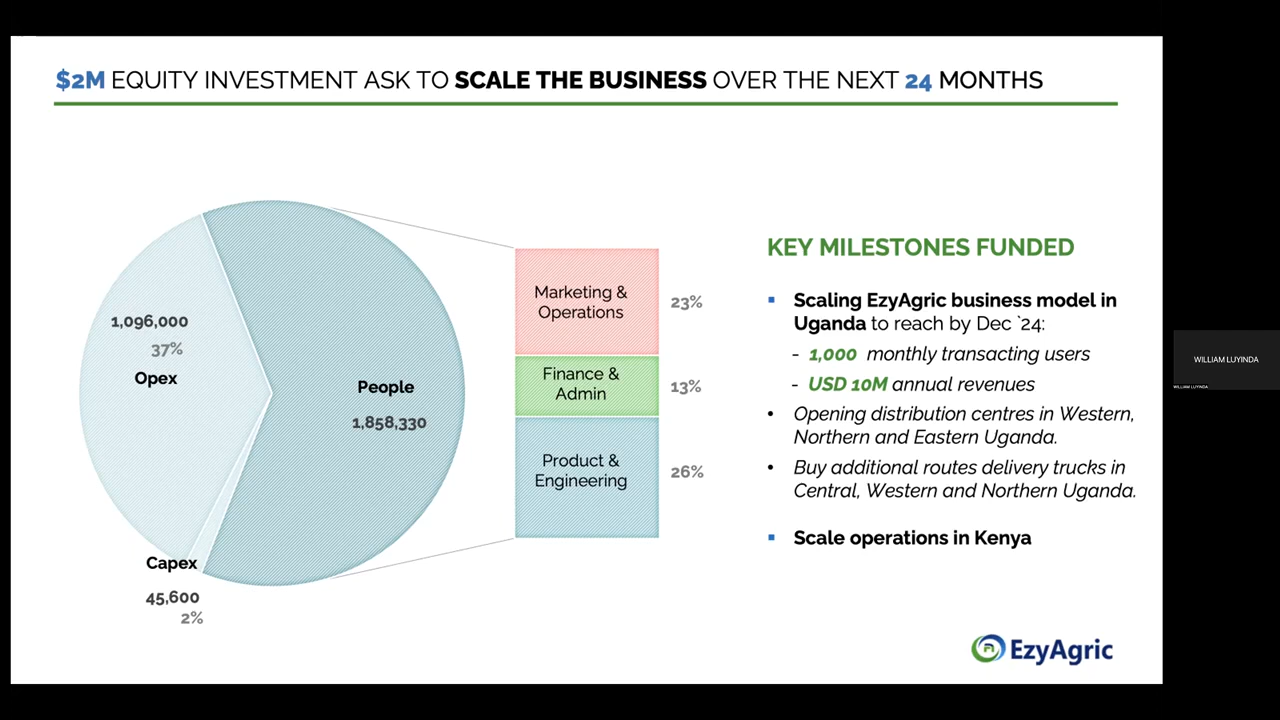 $2M EQUITY INVESTMENT ASK TO SCALE THE BUSINESS OVER THE NEXT 24 MONTHS
1,096,000
37%
Opex
People
1,858,330
Capex
45,600
2%
Marketing &
Operations
23%
Finance &
Admin
13%
Product &
Engineering
26%
KEY MILESTONES FUNDED
▪ Scaling EzyAgric business model in
Uganda to reach by Dec `24:
- 1,000 monthly transacting users
- USD 10M annual revenues
• Opening distribution centres in Western,
Northern and Eastern Uganda.
• Buy additional routes delivery trucks in
Central, Western and Northern Uganda.
▪ Scale operations in Kenya
EzyAgric
WILLIAM LUYINDA
WILLIAM LUYINDA